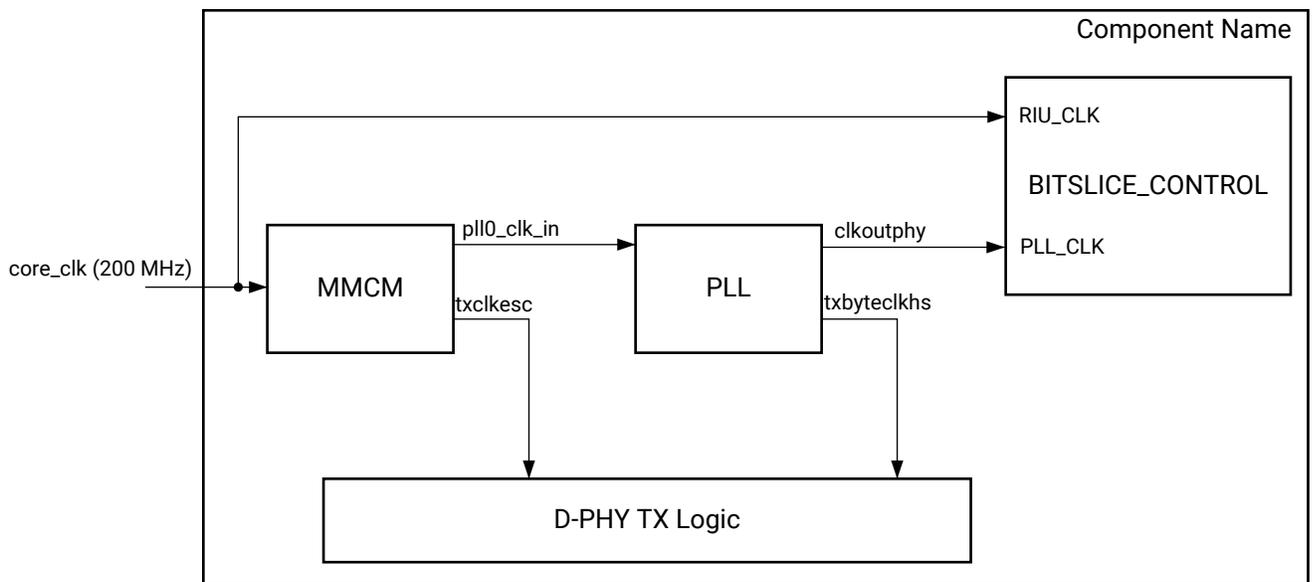 Component Name
RIU_CLK
BITSLICE_CONTROL
pll0_clk_in
clkoutphy
PLL_CLK
core_clk (200 MHz)
MMCM
PLL
txclkesc
txbyteclkhs
D-PHY TX Logic